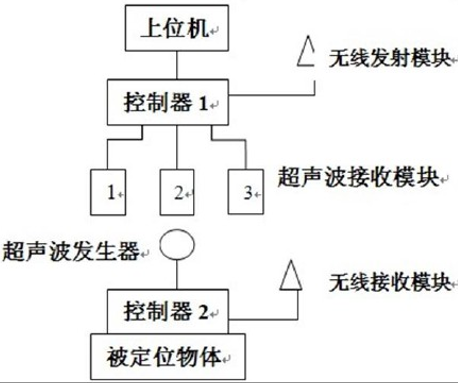 上位机
无线发射模块
控制器 1
1
2
3
超声波接收模块
超声波发生器
无线接收模块
控制器 2
被定位物体